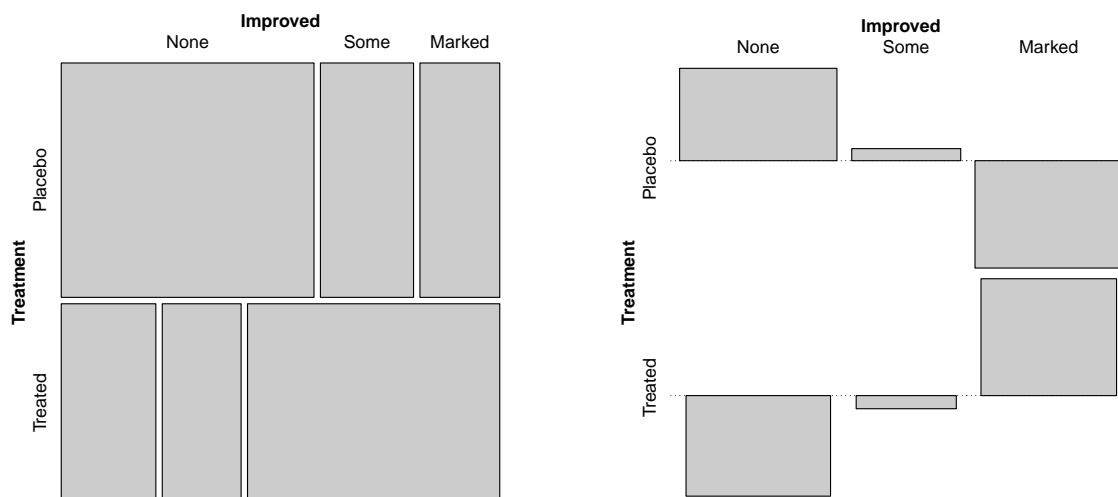 Improved
None Some Marked
Treatment
Placebo
Treated
Improved
None Some Marked
Treatment
Placebo
Treated